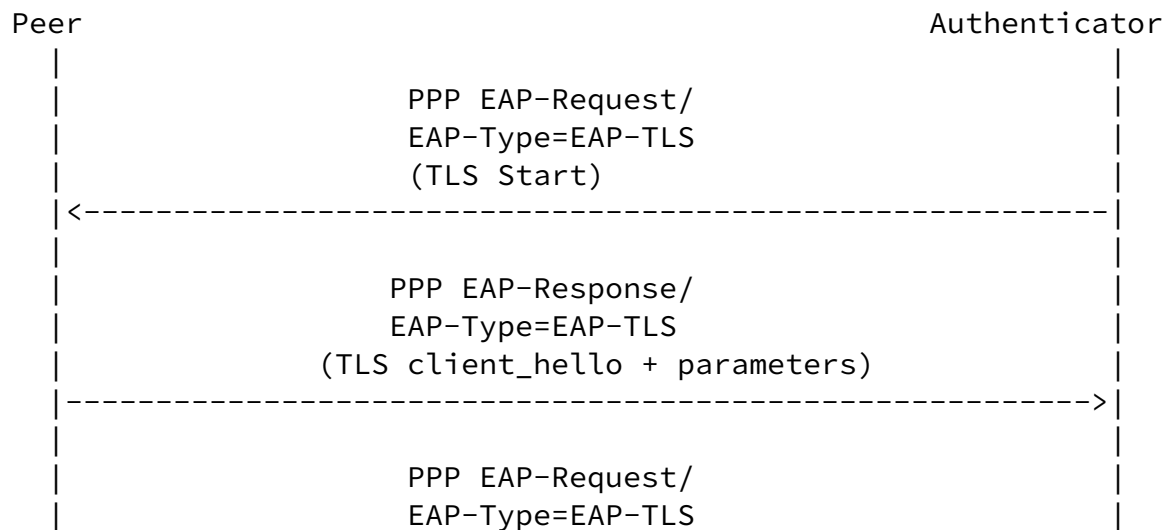 Peer Authenticator
PPP EAP-Request/
EAP-Type=EAP-TLS
(TLS Start)
PPP EAP-Response/
EAP-Type=EAP-TLS
(TLS client_hello + parameters)
PPP EAP-Request/
EAP-Type=EAP-TLS